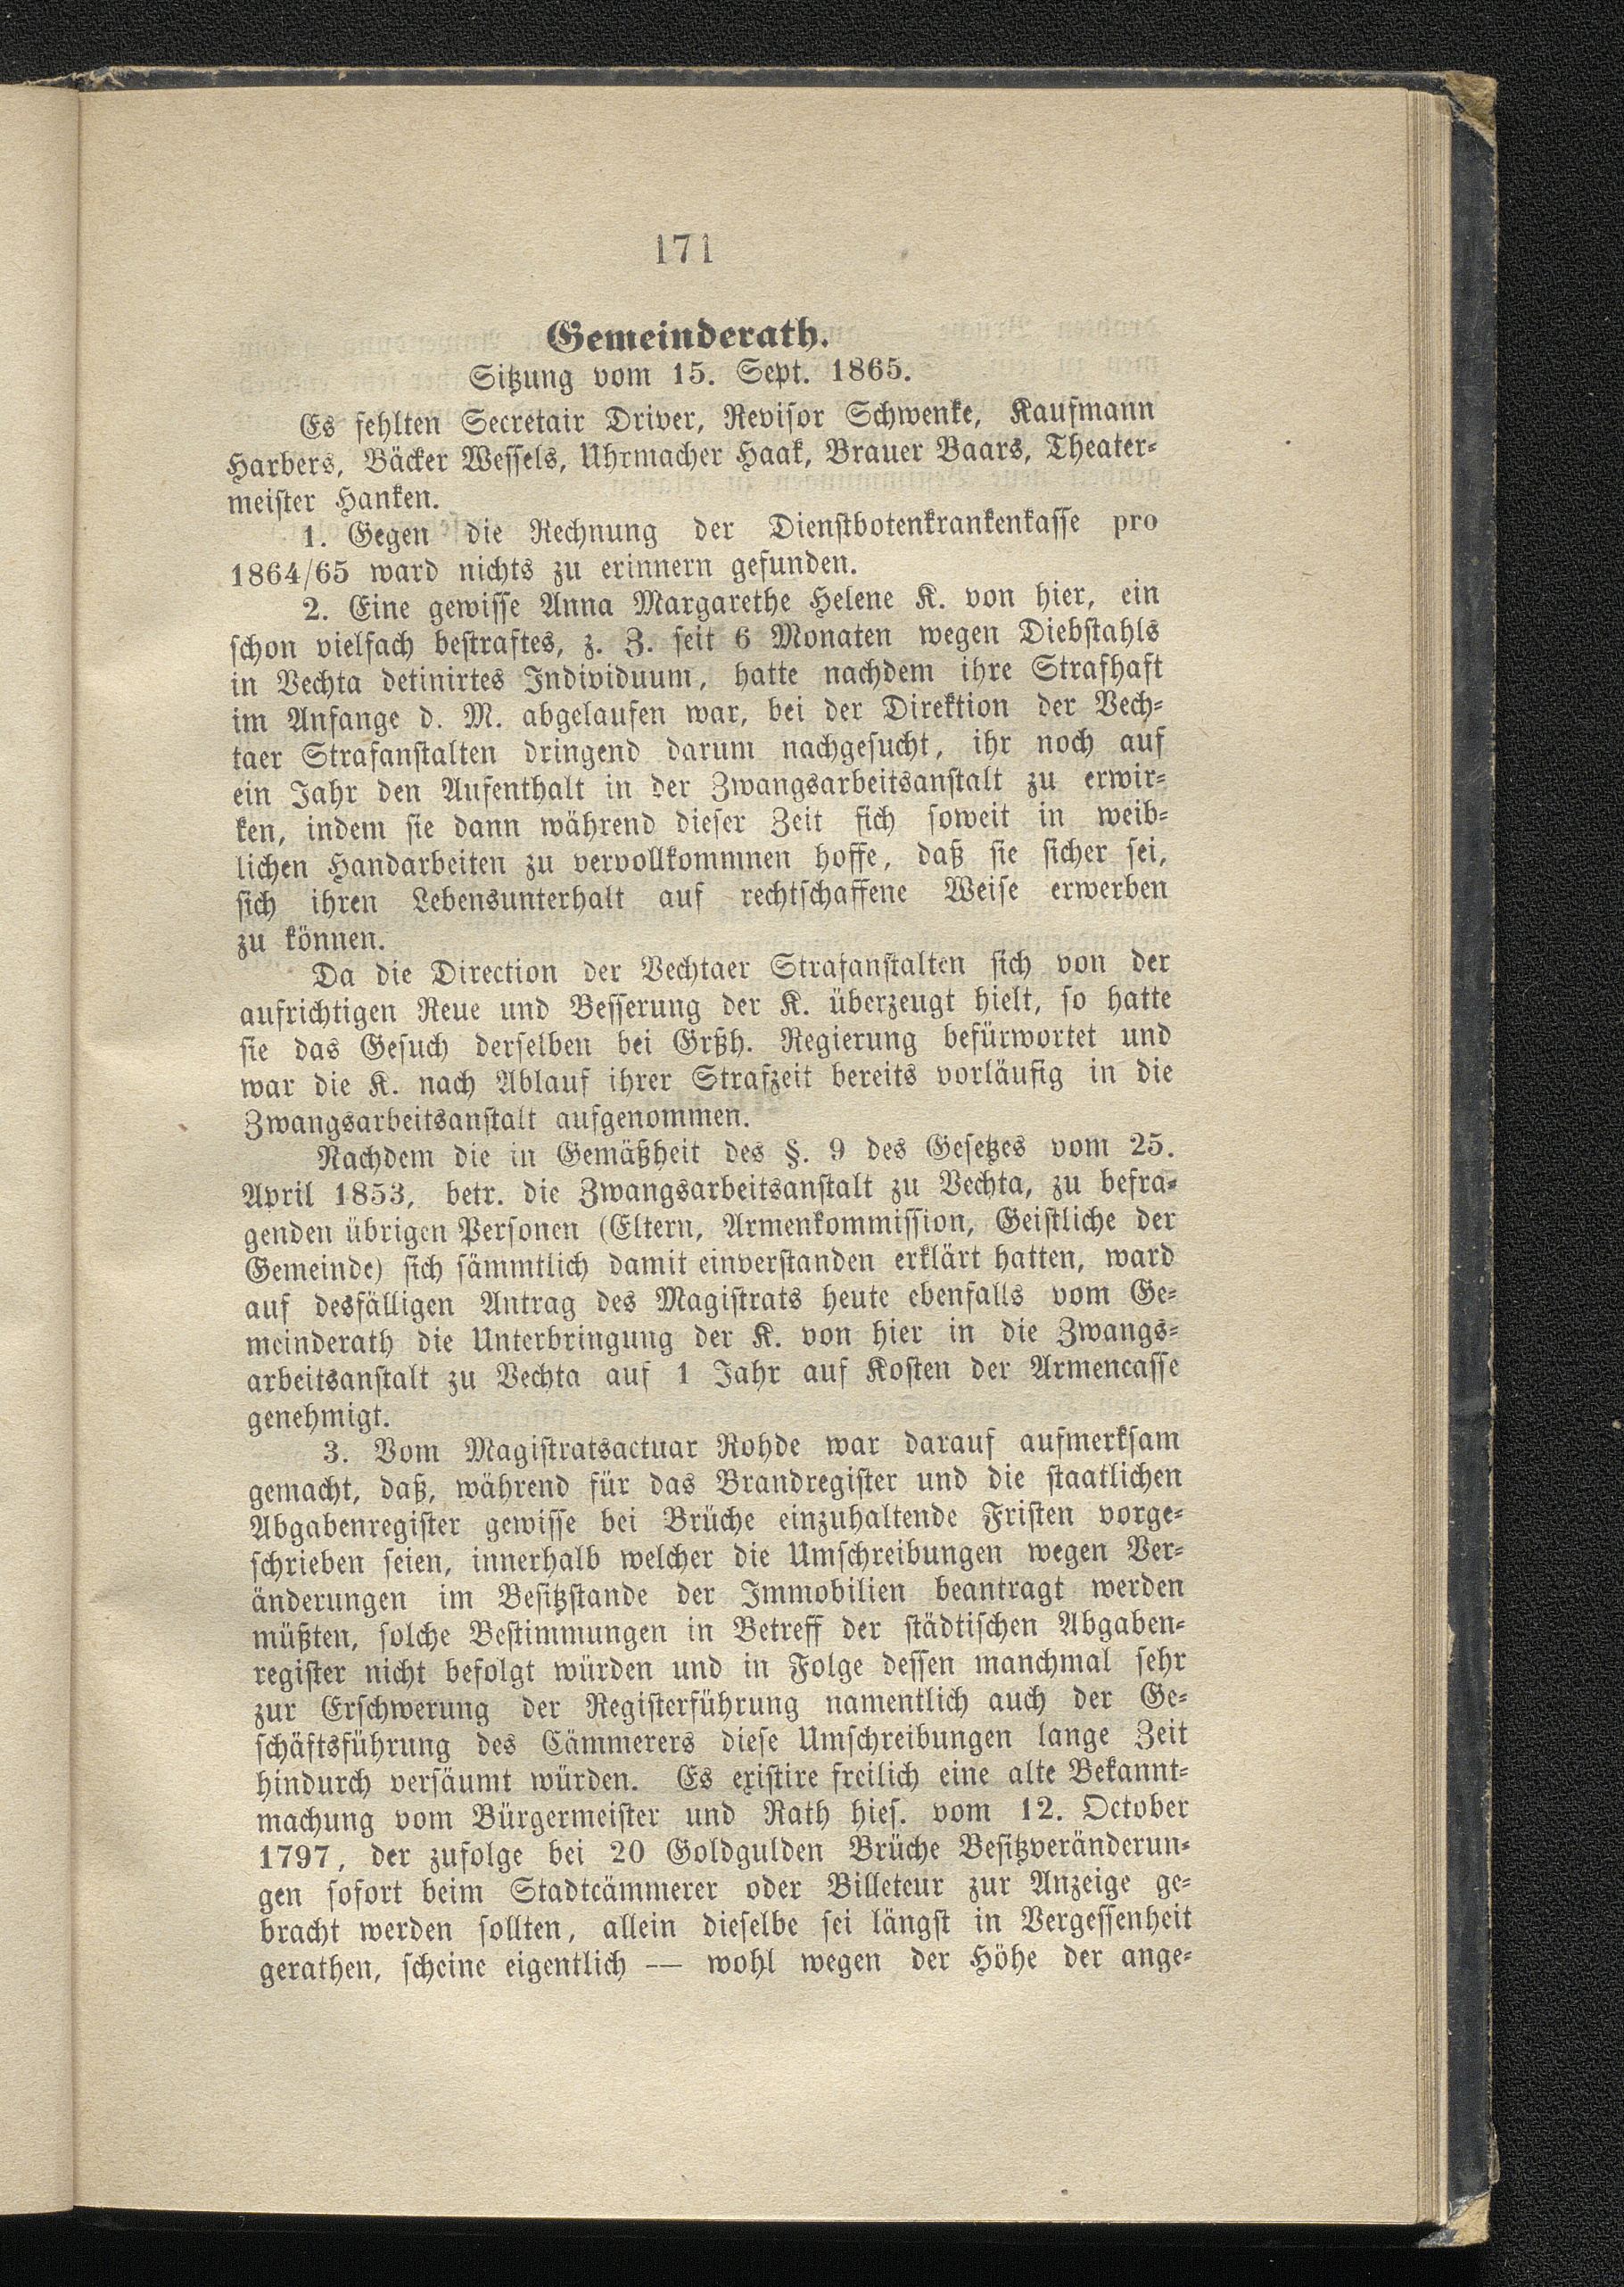 171
Gemeinderath.
Sitzung vom 15. Sept. 1865.
Es fehlten Secretair Driver, Revisor Schwenke, Kaufmann
Harbers, Bäcker Wessels, Uhrmacher Haak, Brauer Baars, Theater-
meister Hanken.
1. Gegen die Rechnung der Dienstbotenkrankenkasse pro
1864/65 ward nichts zu erinnern gefunden.
2. Eine gewisse Anna Margarethe Helene K. von hier, ein
schon vielfach bestraftes, z. Z. seit 6 Monaten wegen Diebstahls
in Vechta detinirtes Individuum, hatte nachdem ihre Strafhaft
im Anfange d. M. abgelaufen war, bei der Direktion der Vech-
taer Strafanstalten dringend darum nachgesucht, ihr noch auf
ein Jahr den Aufenthalt in der Zwangsarbeitsanstalt zu erwir-
ken, indem sie dann während dieser Zeit sich soweit in weib-
lichen Handarbeiten zu vervollkommnen hoffe, daß sie sicher sei,
sich ihren Lebensunterhalt auf rechtschaffene Weise erwerben
zu können.
Da die Direction der Vechtaer Strafanstalten sich von der
aufrichtigen Reue und Besserung der K. überzeugt hielt, so hatte
sie das Gesuch derselben bei Grßh. Regierung befürwortet und
war die K. nach Ablauf ihrer Strafzeit bereits vorläufig in die
Zwangsarbeitsanstalt aufgenommen.
Nachdem die in Gemäßheit des §. 9 des Gesetzes vom 25.
April 1853, betr. die Zwangsarbeitsanstalt zu Vechta, zu befra-
genden übrigen Personen (Eltern, Armenkommission, Geistliche der
Gemeinde) sich sämmtlich damit einverstanden erklärt hatten, ward
auf desfälligen Antrag des Magistrats heute ebenfalls vom Ge-
meinderath die Unterbringung der K. von hier in die Zwangs-
arbeitsanstalt zu Vechta auf 1 Jahr auf Kosten der Armencasse
genehmigt.
3. Vom Magistratsactuar Rohde war darauf aufmerksam
gemacht, daß, während für das Brandregister und die staatlichen
Abgabenregister gewisse bei Brüche einzuhaltende Fristen vorge-
schrieben seien, innerhalb welcher die Umschreibungen wegen Ver-
änderungen im Besitzstande der Immobilien beantragt werden
müßten, solche Bestimmungen in Betreff der städtischen Abgaben-
register nicht befolgt würden und in Folge dessen manchmal sehr
zur Erschwerung der Registerführung namentlich auch der Ge-
schäftsführung des Cämmerers diese Umschreibungen lange Zeit
hindurch versäumt würden. Es existire freilich eine alte Bekannt-
machung vom Bürgermeister und Rath hies. vom 12. October
1797, der zufolge bei 20 Goldgulden Brüche Besitzveränderun-
gen sofort beim Stadtcämmerer oder Billeteur zur Anzeige ge-
bracht werden sollten, allein dieselbe sei längst in Vergessenheit
gerathen, scheine eigentlich — wohl wegen der Höhe der ange-